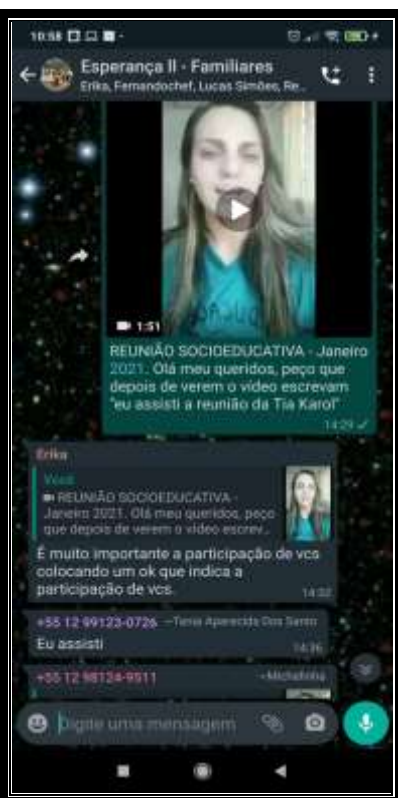 10:58
Esperança II - Familiares
Erika, Fernandochef, Lucas Simões, Re...
1:51
REUNIÃO SOCIOEDUCATIVA - Janeiro
2021. Olá meu queridos, peço que
depois de verem o vídeo escrevam
"eu assisti a reunião da Tia Karol"
14:29
Erika
Você
REUNIÃO SOCIOEDUCATIVA -
Janeiro 2021. Olá meu queridos, peço
que depois de verem o vídeo escrev...
É muito importante a participação de vcs
colocando um ok que indica a
participação de vcs.
14:32
+55 12 99123-0726 ~Tania Aparecida Dos Santo
Eu assisti
14:36
+55 12 98124-9511
Digite uma mensagem